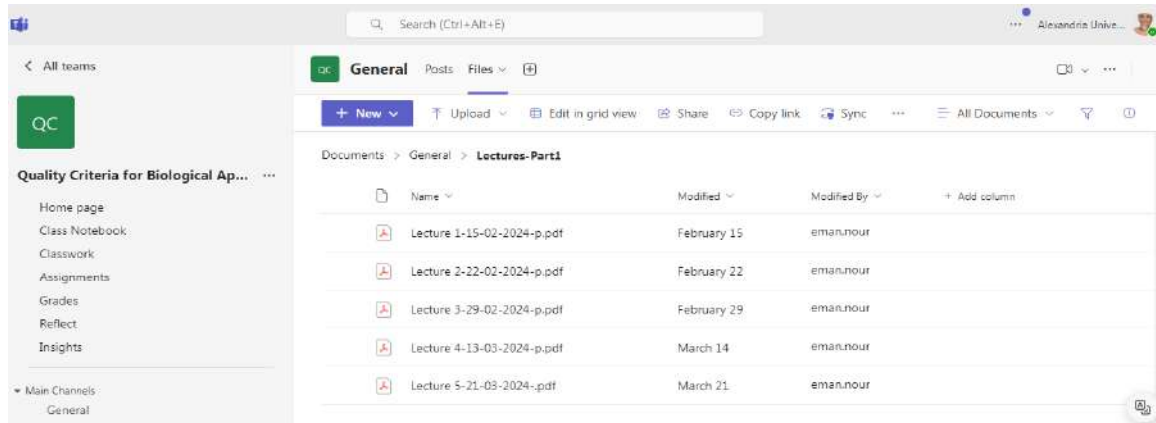 Search (Ctrl+Alt+E)
... Alexandria Unive...
< All teams
QC
Quality Criteria for Biological Ap... ...
Home page
Class Notebook
Classwork
Assignments
Grades
Reflect
Insights
Main Channels
General
QC General Posts Files
+ New Upload Edit in grid view Share Copy link Sync ... All Documents
Documents > General > Lectures-Part1
Name Modified Modified By + Add column
Lecture 1-15-02-2024-p.pdf February 15 eman.nour
Lecture 2-22-02-2024-p.pdf February 22 eman.nour
Lecture 3-29-02-2024-p.pdf February 29 eman.nour
Lecture 4-13-03-2024-p.pdf March 14 eman.nour
Lecture 5-21-03-2024-.pdf March 21 eman.nour